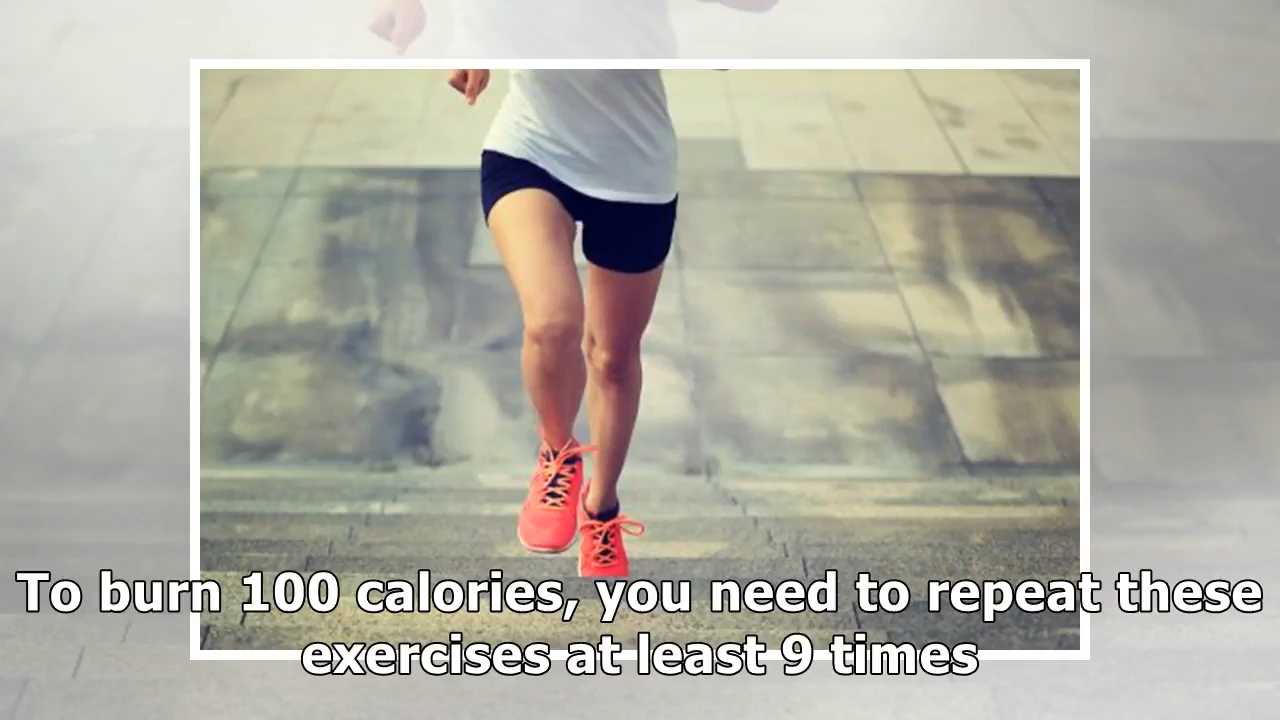 To burn 100 calories, you need to repeat these
exercises at least 9 times